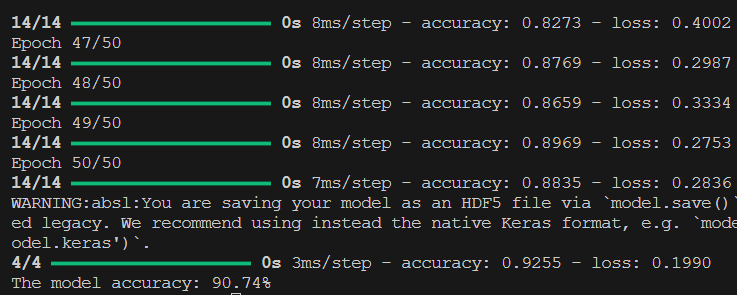 14/14 ━━━━━━━━━━━━━━━━━━━━ 0s 8ms/step - accuracy: 0.8273 - loss: 0.4002
Epoch 47/50
14/14 ━━━━━━━━━━━━━━━━━━━━ 0s 8ms/step - accuracy: 0.8769 - loss: 0.2987
Epoch 48/50
14/14 ━━━━━━━━━━━━━━━━━━━━ 0s 8ms/step - accuracy: 0.8659 - loss: 0.3334
Epoch 49/50
14/14 ━━━━━━━━━━━━━━━━━━━━ 0s 8ms/step - accuracy: 0.8969 - loss: 0.2753
Epoch 50/50
14/14 ━━━━━━━━━━━━━━━━━━━━ 0s 7ms/step - accuracy: 0.8835 - loss: 0.2836
WARNING:absl:You are saving your model as an HDF5 file via `model.save()`
ed legacy. We recommend using instead the native Keras format, e.g. `mode
odel.keras')`.
4/4 ━━━━━━━━━━━━━━━━━━━━ 0s 3ms/step - accuracy: 0.9255 - loss: 0.1990
The model accuracy: 90.74%